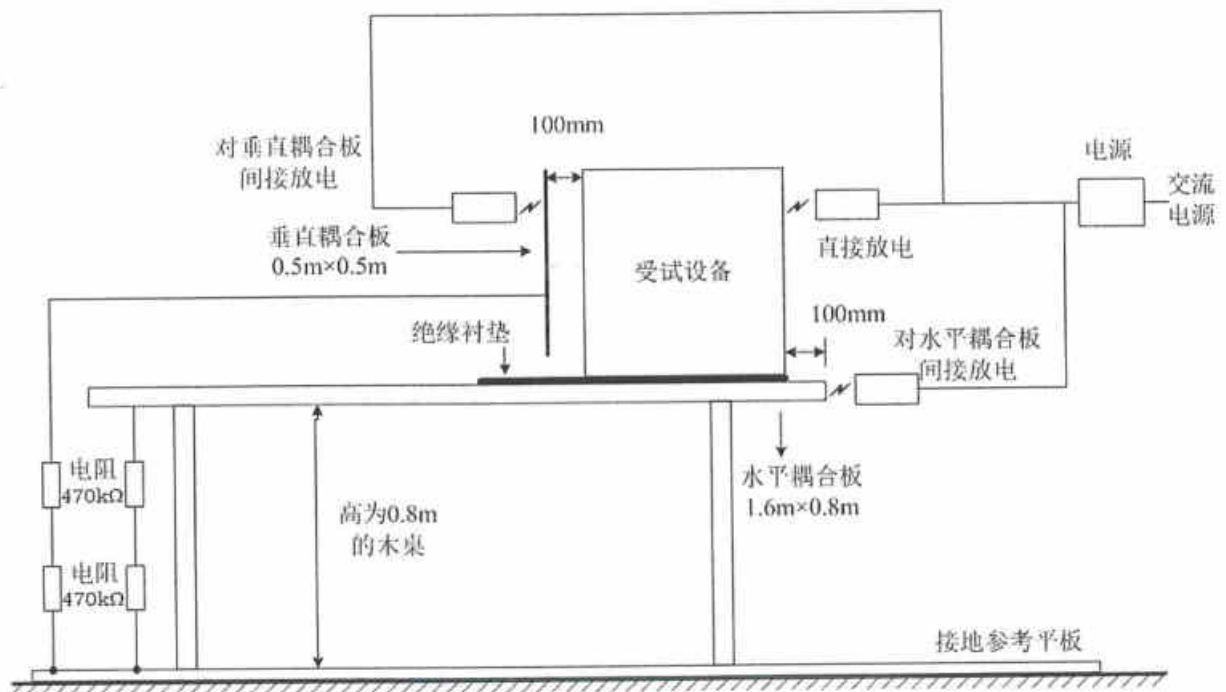 100mm
对垂直耦合板
间接放电
电源
交流
电源
垂直耦合板
0.5m×0.5m
受试设备
直接放电
100mm
绝缘衬垫
对水平耦合板
间接放电
电阻
470kΩ
水平耦合板
1.6m×0.8m
高为0.8m
的木桌
电阻
470kΩ
接地参考平板